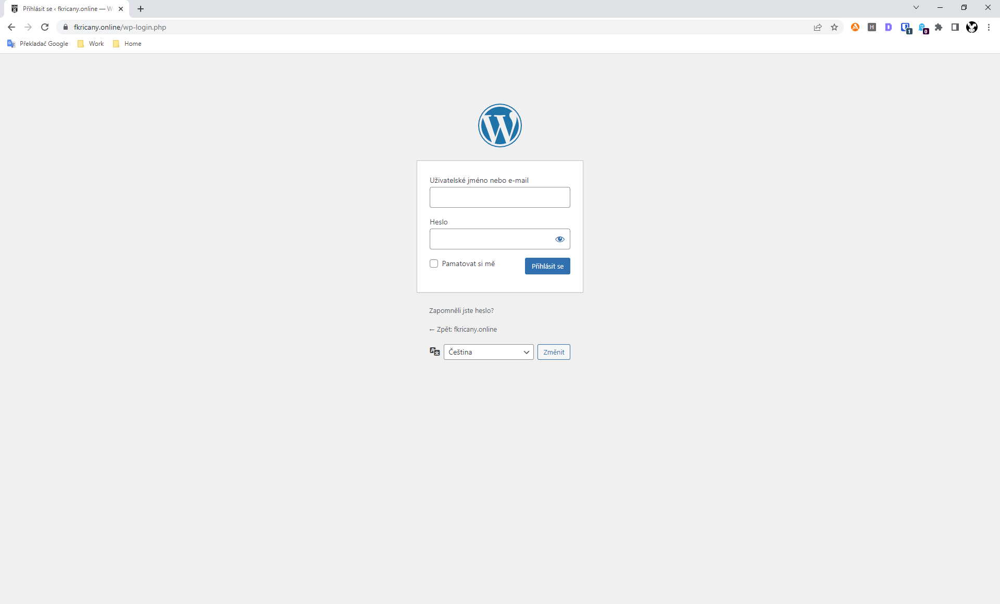 Přihlásit se ‹ fkricany.online — W
fkricany.online/wp-login.php
H
1
0
Překladač Google
Work
Home
Uživatelské jméno nebo e-mail
Heslo
Pamatovat si mě
Přihlásit se
Zapomněli jste heslo?
← Zpět: fkricany.online
Čeština
Změnit